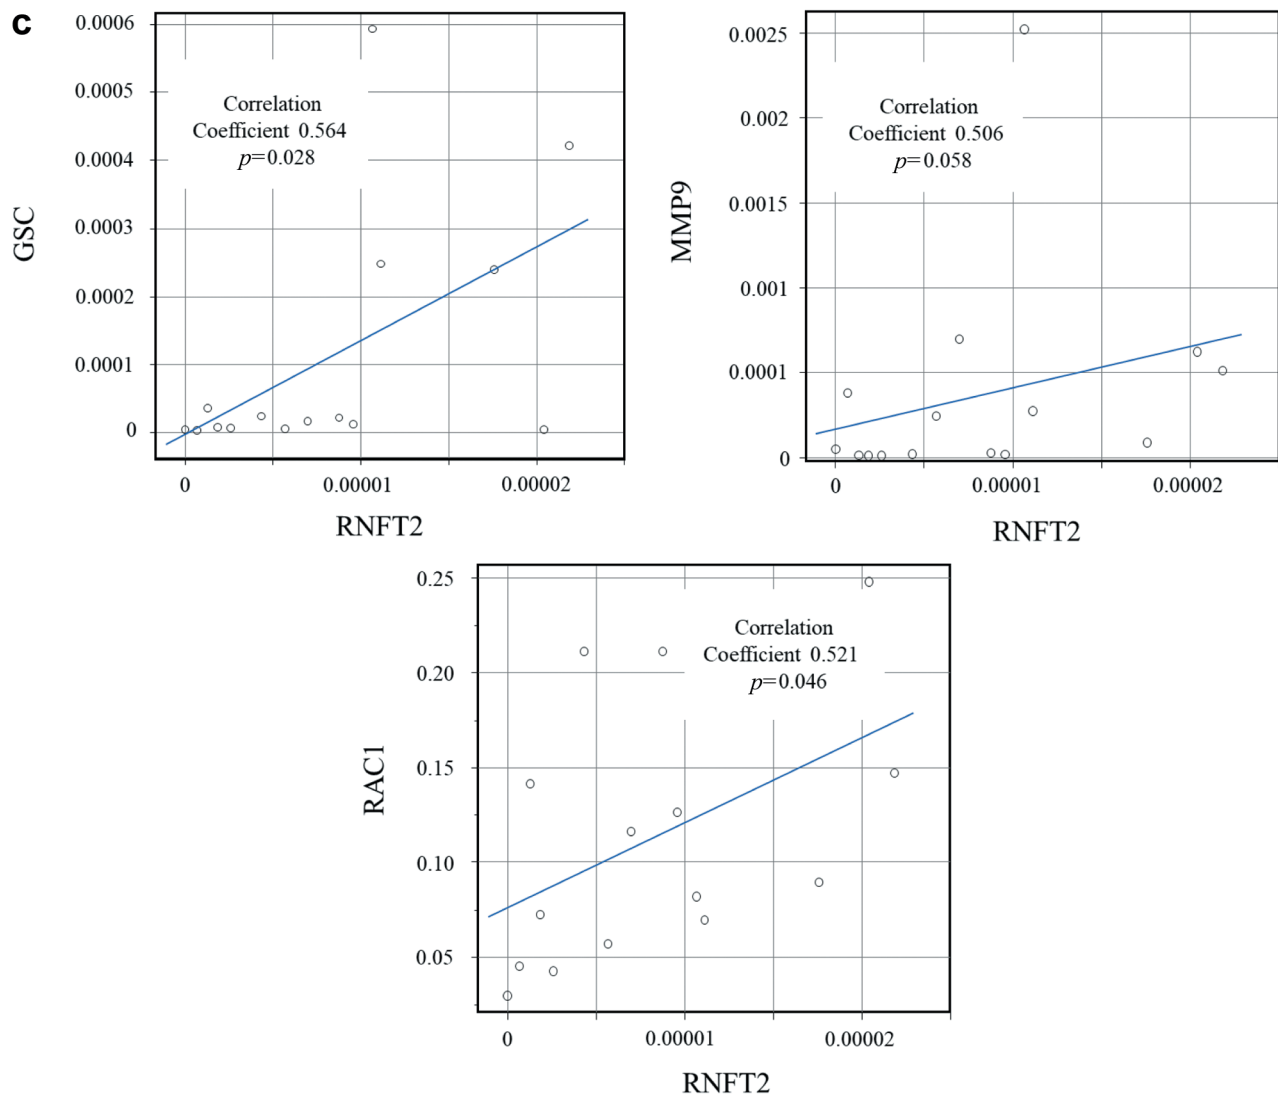 c
0.0006
0.0005
0.0004
0.0003
0.0002
0.0001
0
GSC
Correlation
Coefficient 0.564
p=0.028
0
0.00001
0.00002
RNFT2
0.0025
0.002
0.0015
0.001
0.0001
0
MMP9
Correlation
Coefficient 0.506
p=0.058
0
0.00001
0.00002
RNFT2
0.25
0.20
0.15
0.10
0.05
RAC1
Correlation
Coefficient 0.521
p=0.046
0
0.00001
0.00002
RNFT2